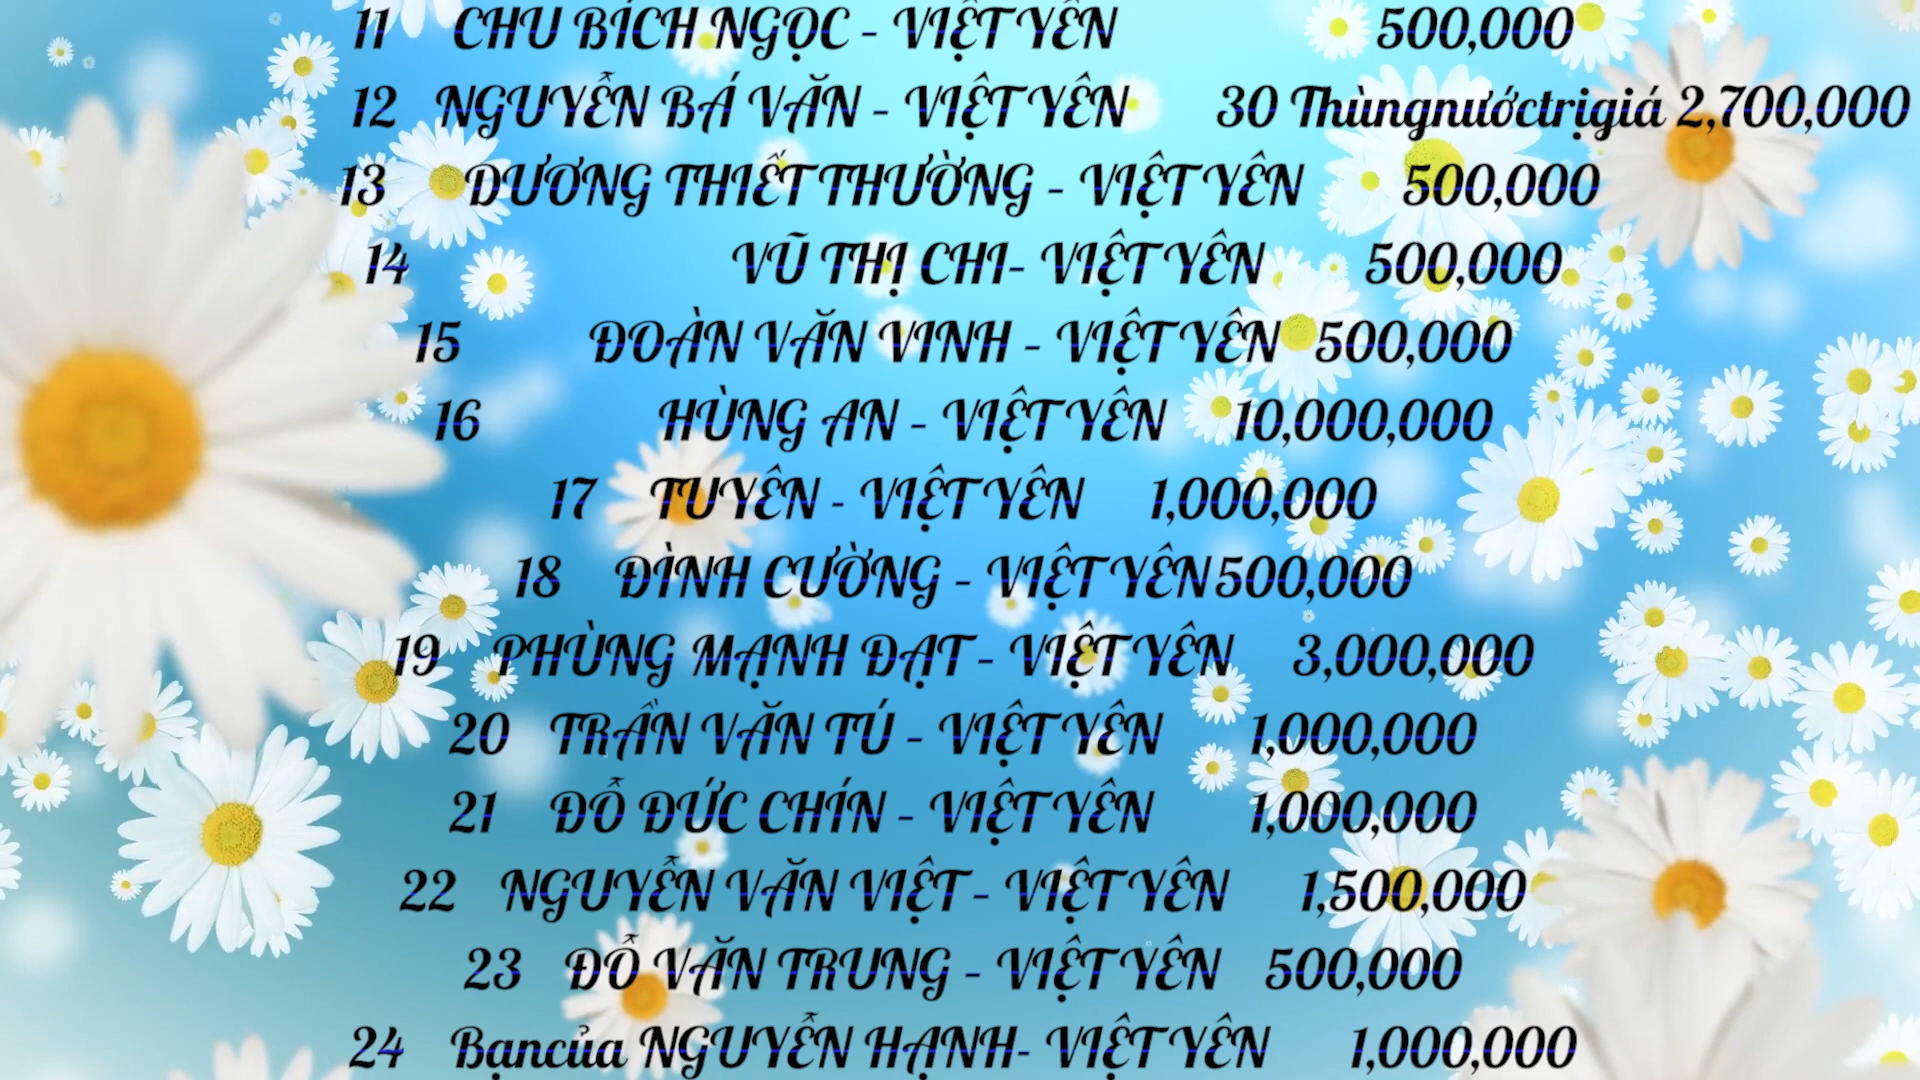 11 CHU BÍCH NGỌC - VIỆT YÊN 500,000
12 NGUYỄN BÁ VĂN - VIỆT YÊN 30 Thùngnướctrịgiá 2,700,000
13 DƯƠNG THIẾT THƯỜNG - VIỆT YÊN 500,000
14 VŨ THỊ CHI- VIỆT YÊN 500,000
15 ĐOÀN VĂN VINH - VIỆT YÊN 500,000
16 HÙNG AN - VIỆT YÊN 10,000,000
17 TUYÊN - VIỆT YÊN 1,000,000
18 ĐÌNH CƯỜNG - VIỆT YÊN 500,000
19 PHÙNG MẠNH ĐẠT - VIỆT YÊN 3,000,000
20 TRẦN VĂN TÚ - VIỆT YÊN 1,000,000
21 ĐỖ ĐỨC CHÍN - VIỆT YÊN 1,000,000
22 NGUYỄN VĂN VIỆT - VIỆT YÊN 1,500,000
23 ĐỖ VĂN TRUNG - VIỆT YÊN 500,000
24 Bạncủa NGUYỄN HẠNH- VIỆT YÊN 1,000,000